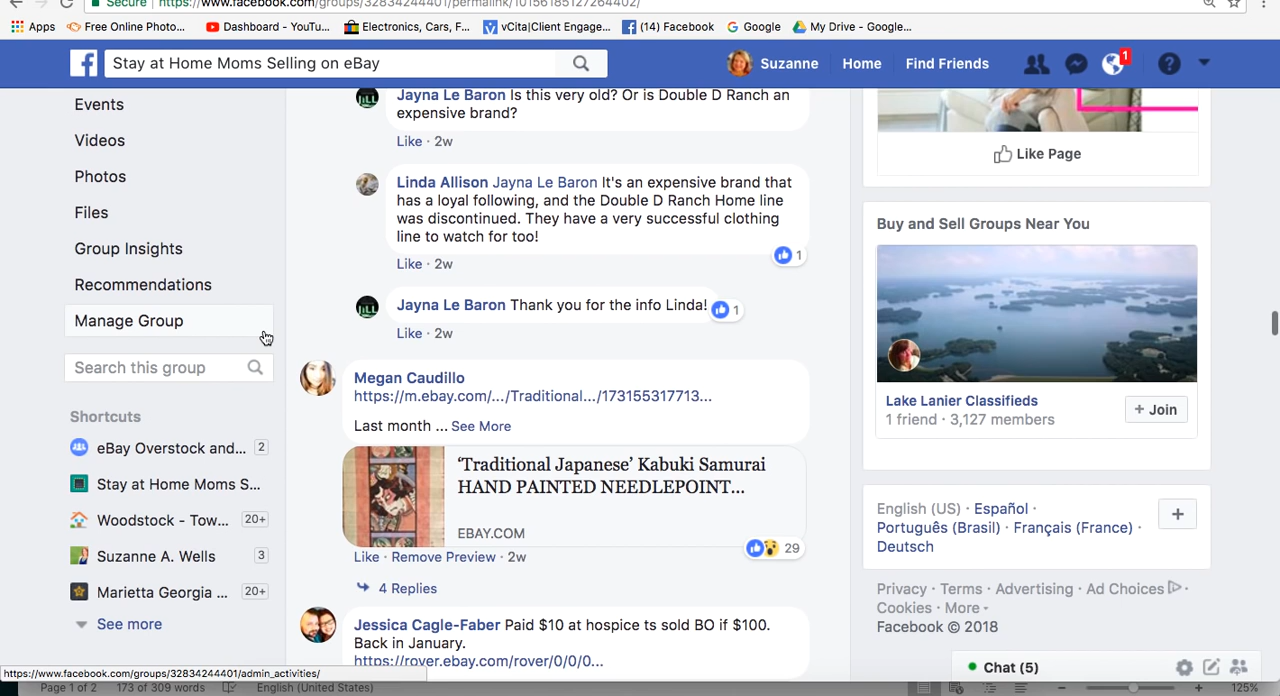 Secure
https://www.facebook.com/groups/32834244401/permalink/10156185127264402/
Apps
Free Online Photo...
Dashboard - YouTu...
Electronics, Cars, F...
vCita|Client Engage...
(14) Facebook
Google
My Drive - Google...
Stay at Home Moms Selling on eBay
Suzanne
Home
Find Friends
1
Events
Videos
Photos
Files
Group Insights
Recommendations
Manage Group
Search this group
Shortcuts
eBay Overstock and... 2
Stay at Home Moms S...
Woodstock - Tow... 20+
Suzanne A. Wells 3
Marietta Georgia ... 20+
See more
Jayna Le Baron Is this very old? Or is Double D Ranch an
expensive brand?
Like · 2w
Linda Allison Jayna Le Baron It's an expensive brand that
has a loyal following, and the Double D Ranch Home line
was discontinued. They have a very successful clothing
line to watch for too!
1
Like · 2w
Jayna Le Baron Thank you for the info Linda!
1
Like · 2w
Megan Caudillo
https://m.ebay.com/.../Traditional.../173155317713...
Last month ... See More
‘Traditional Japanese’ Kabuki Samurai
HAND PAINTED NEEDLEPOINT...
EBAY.COM
29
Like · Remove Preview · 2w
4 Replies
Jessica Cagle-Faber Paid $10 at hospice ts sold BO if $100.
Back in January.
https://rover.ebay.com/rover/0/0/0...
Like Page
Buy and Sell Groups Near You
Lake Lanier Classifieds
1 friend · 3,127 members
+ Join
English (US) · Español ·
Português (Brasil) · Français (France) ·
Deutsch
+
Privacy · Terms · Advertising · Ad Choices ·
Cookies · More
Facebook © 2018
Chat (5)
https://www.facebook.com/groups/32834244401/admin_activities/
Page 1 of 2
173 of 309 words
English (United States)
125%